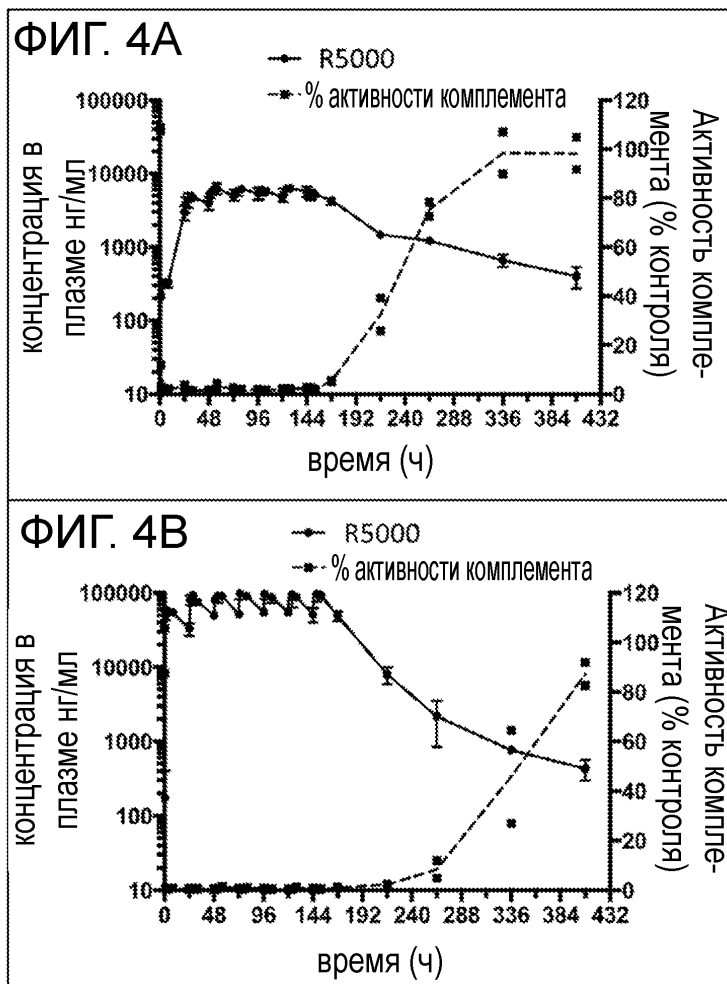 ФИГ. 4A
R5000
% активности комплемента
концентрация в
плазме нг/мл
100000
10000
1000
100
10
120
100
80
60
40
20
0
Активность компле-
мента (% контроля)
0 48 96 144 192 240 288 336 384 432
время (ч)
ФИГ. 4B
R5000
% активности комплемента
концентрация в
плазме нг/мл
100000
10000
1000
100
10
120
100
80
60
40
20
0
Активность компле-
мента (% контроля)
0 48 96 144 192 240 288 336 384 432
время (ч)